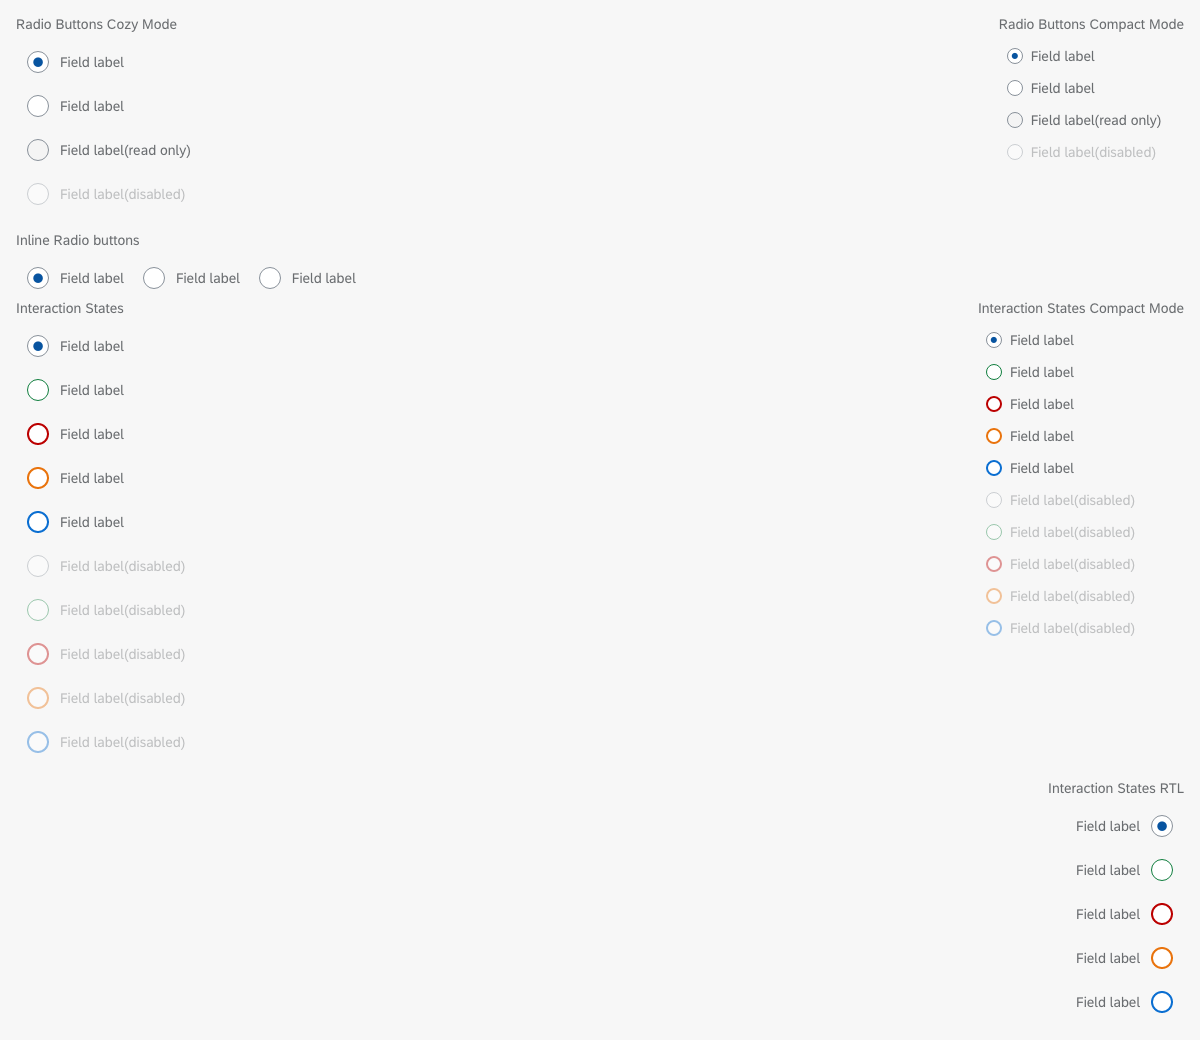 Radio Buttons Cozy Mode
Field label
Field label
Field label(read only)
Field label(disabled)
Radio Buttons Compact Mode
Field label
Field label
Field label(read only)
Field label(disabled)
Inline Radio buttons
Field label Field label Field label
Interaction States
Field label
Field label
Field label
Field label
Field label
Field label(disabled)
Field label(disabled)
Field label(disabled)
Field label(disabled)
Field label(disabled)
Interaction States Compact Mode
Field label
Field label
Field label
Field label
Field label
Field label(disabled)
Field label(disabled)
Field label(disabled)
Field label(disabled)
Field label(disabled)
Interaction States RTL
Field label
Field label
Field label
Field label
Field label